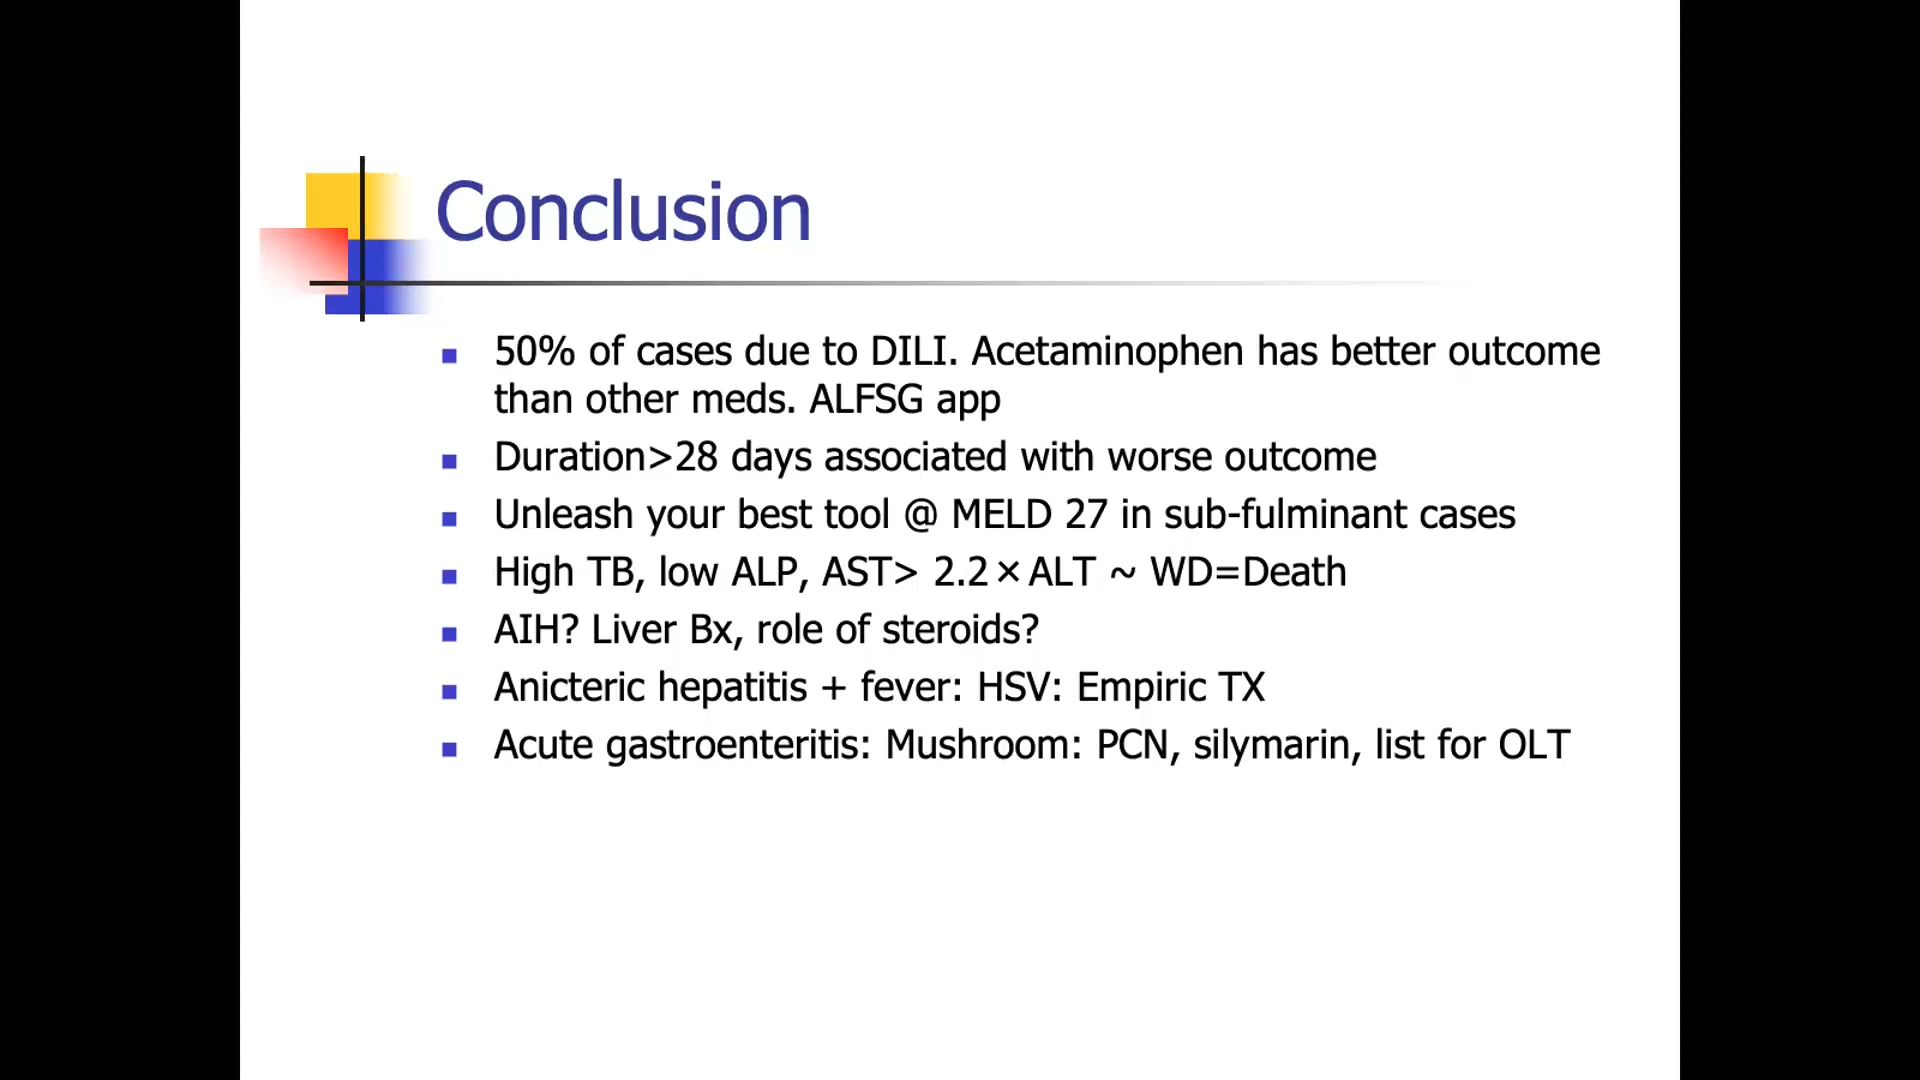 Conclusion
50% of cases due to DILI. Acetaminophen has better outcome
than other meds. ALFSG app
Duration>28 days associated with worse outcome
Unleash your best tool @ MELD 27 in sub-fulminant cases
High TB, low ALP, AST> 2.2×ALT ~ WD=Death
AIH? Liver Bx, role of steroids?
Anicteric hepatitis + fever: HSV: Empiric TX
Acute gastroenteritis: Mushroom: PCN, silymarin, list for OLT